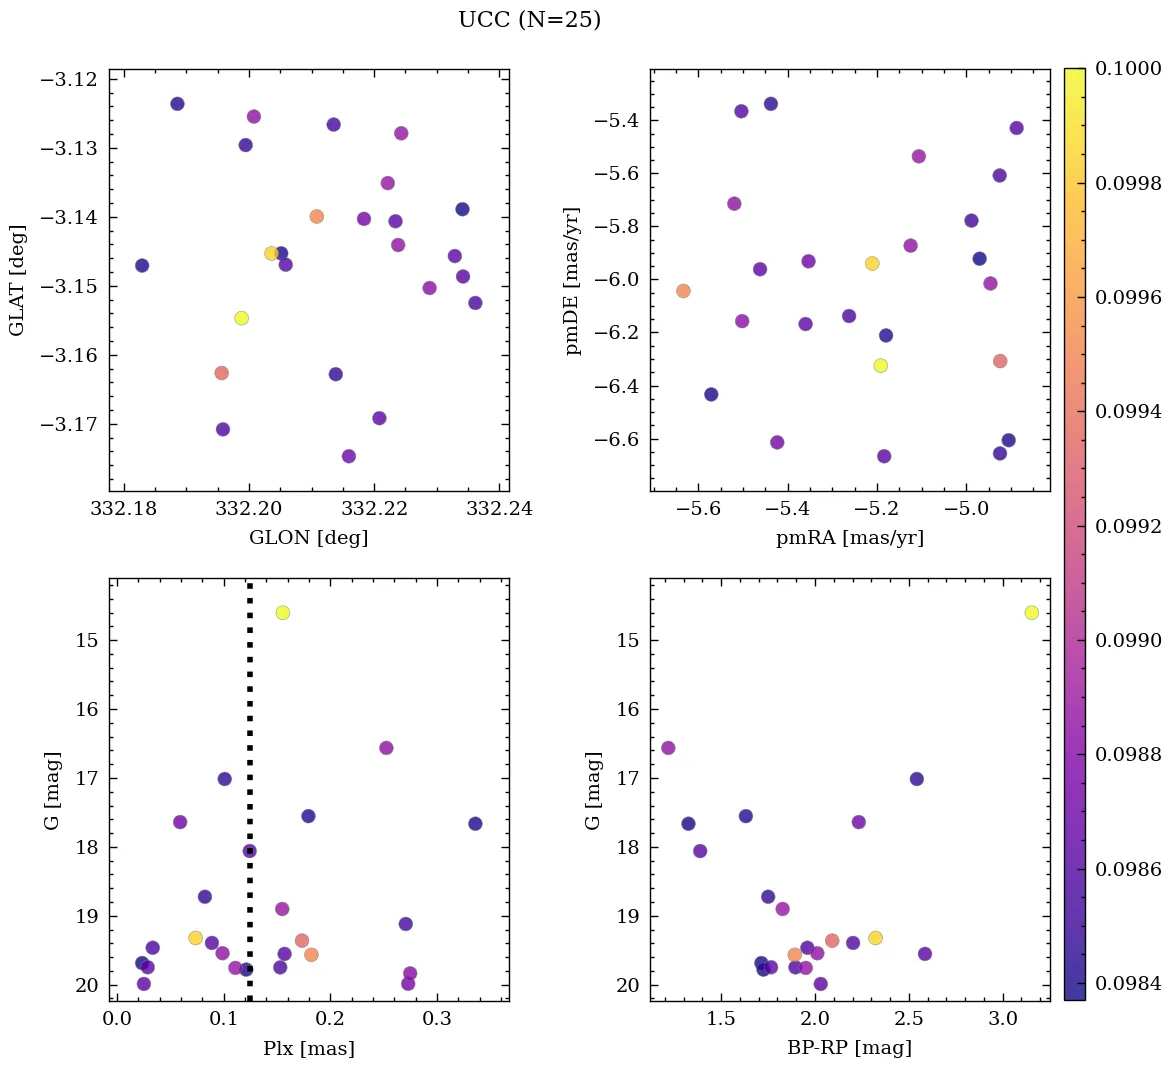 UCC (N=25)
−3.12
−3.13
−3.14
−3.15
−3.16
−3.17
GLAT [deg]
332.18 332.20 332.22 332.24
GLON [deg]
−5.4
−5.6
−5.8
−6.0
−6.2
−6.4
−6.6
pmDE [mas/yr]
−5.6 −5.4 −5.2 −5.0
pmRA [mas/yr]
0.1000
0.0998
0.0996
0.0994
0.0992
0.0990
0.0988
0.0986
0.0984
15
16
17
18
19
20
G [mag]
0.0 0.1 0.2 0.3
Plx [mas]
15
16
17
18
19
20
G [mag]
1.5 2.0 2.5 3.0
BP-RP [mag]